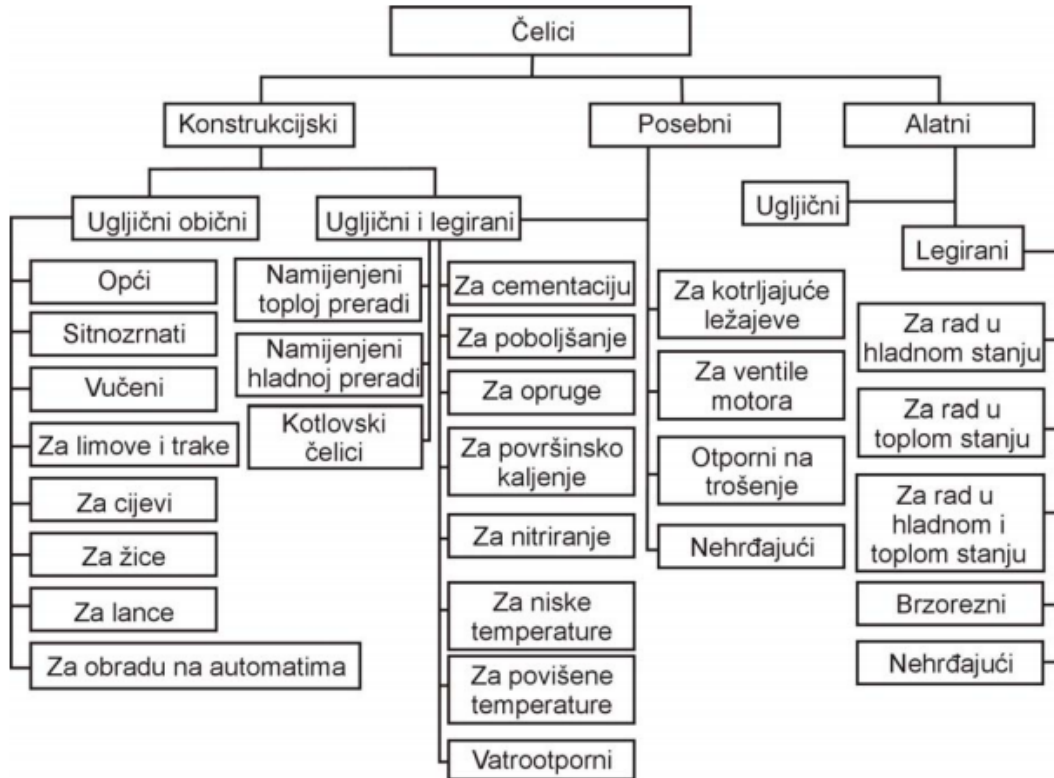 Čelici
Konstrukcijski
Posebni
Alatni
Ugljični obični
Ugljični i legirani
Ugljični
Legirani
Opći
Sitnozrnati
Vučeni
Za limove i trake
Za cijevi
Za žice
Za lance
Za obradu na automatima
Namijenjeni
toploj preradi
Namijenjeni
hladnoj preradi
Kotlovski
čelici
Za cementaciju
Za poboljšanje
Za opruge
Za površinsko
kaljenje
Za nitriranje
Za niske
temperature
Za povišene
temperature
Vatrootporni
Za kotrljajuće
ležajeve
Za ventile
motora
Otporni na
trošenje
Nehrđajući
Za rad u
hladnom stanju
Za rad u
toplom stanju
Za rad u
hladnom i
toplom stanju
Brzorezni
Nehrđajući